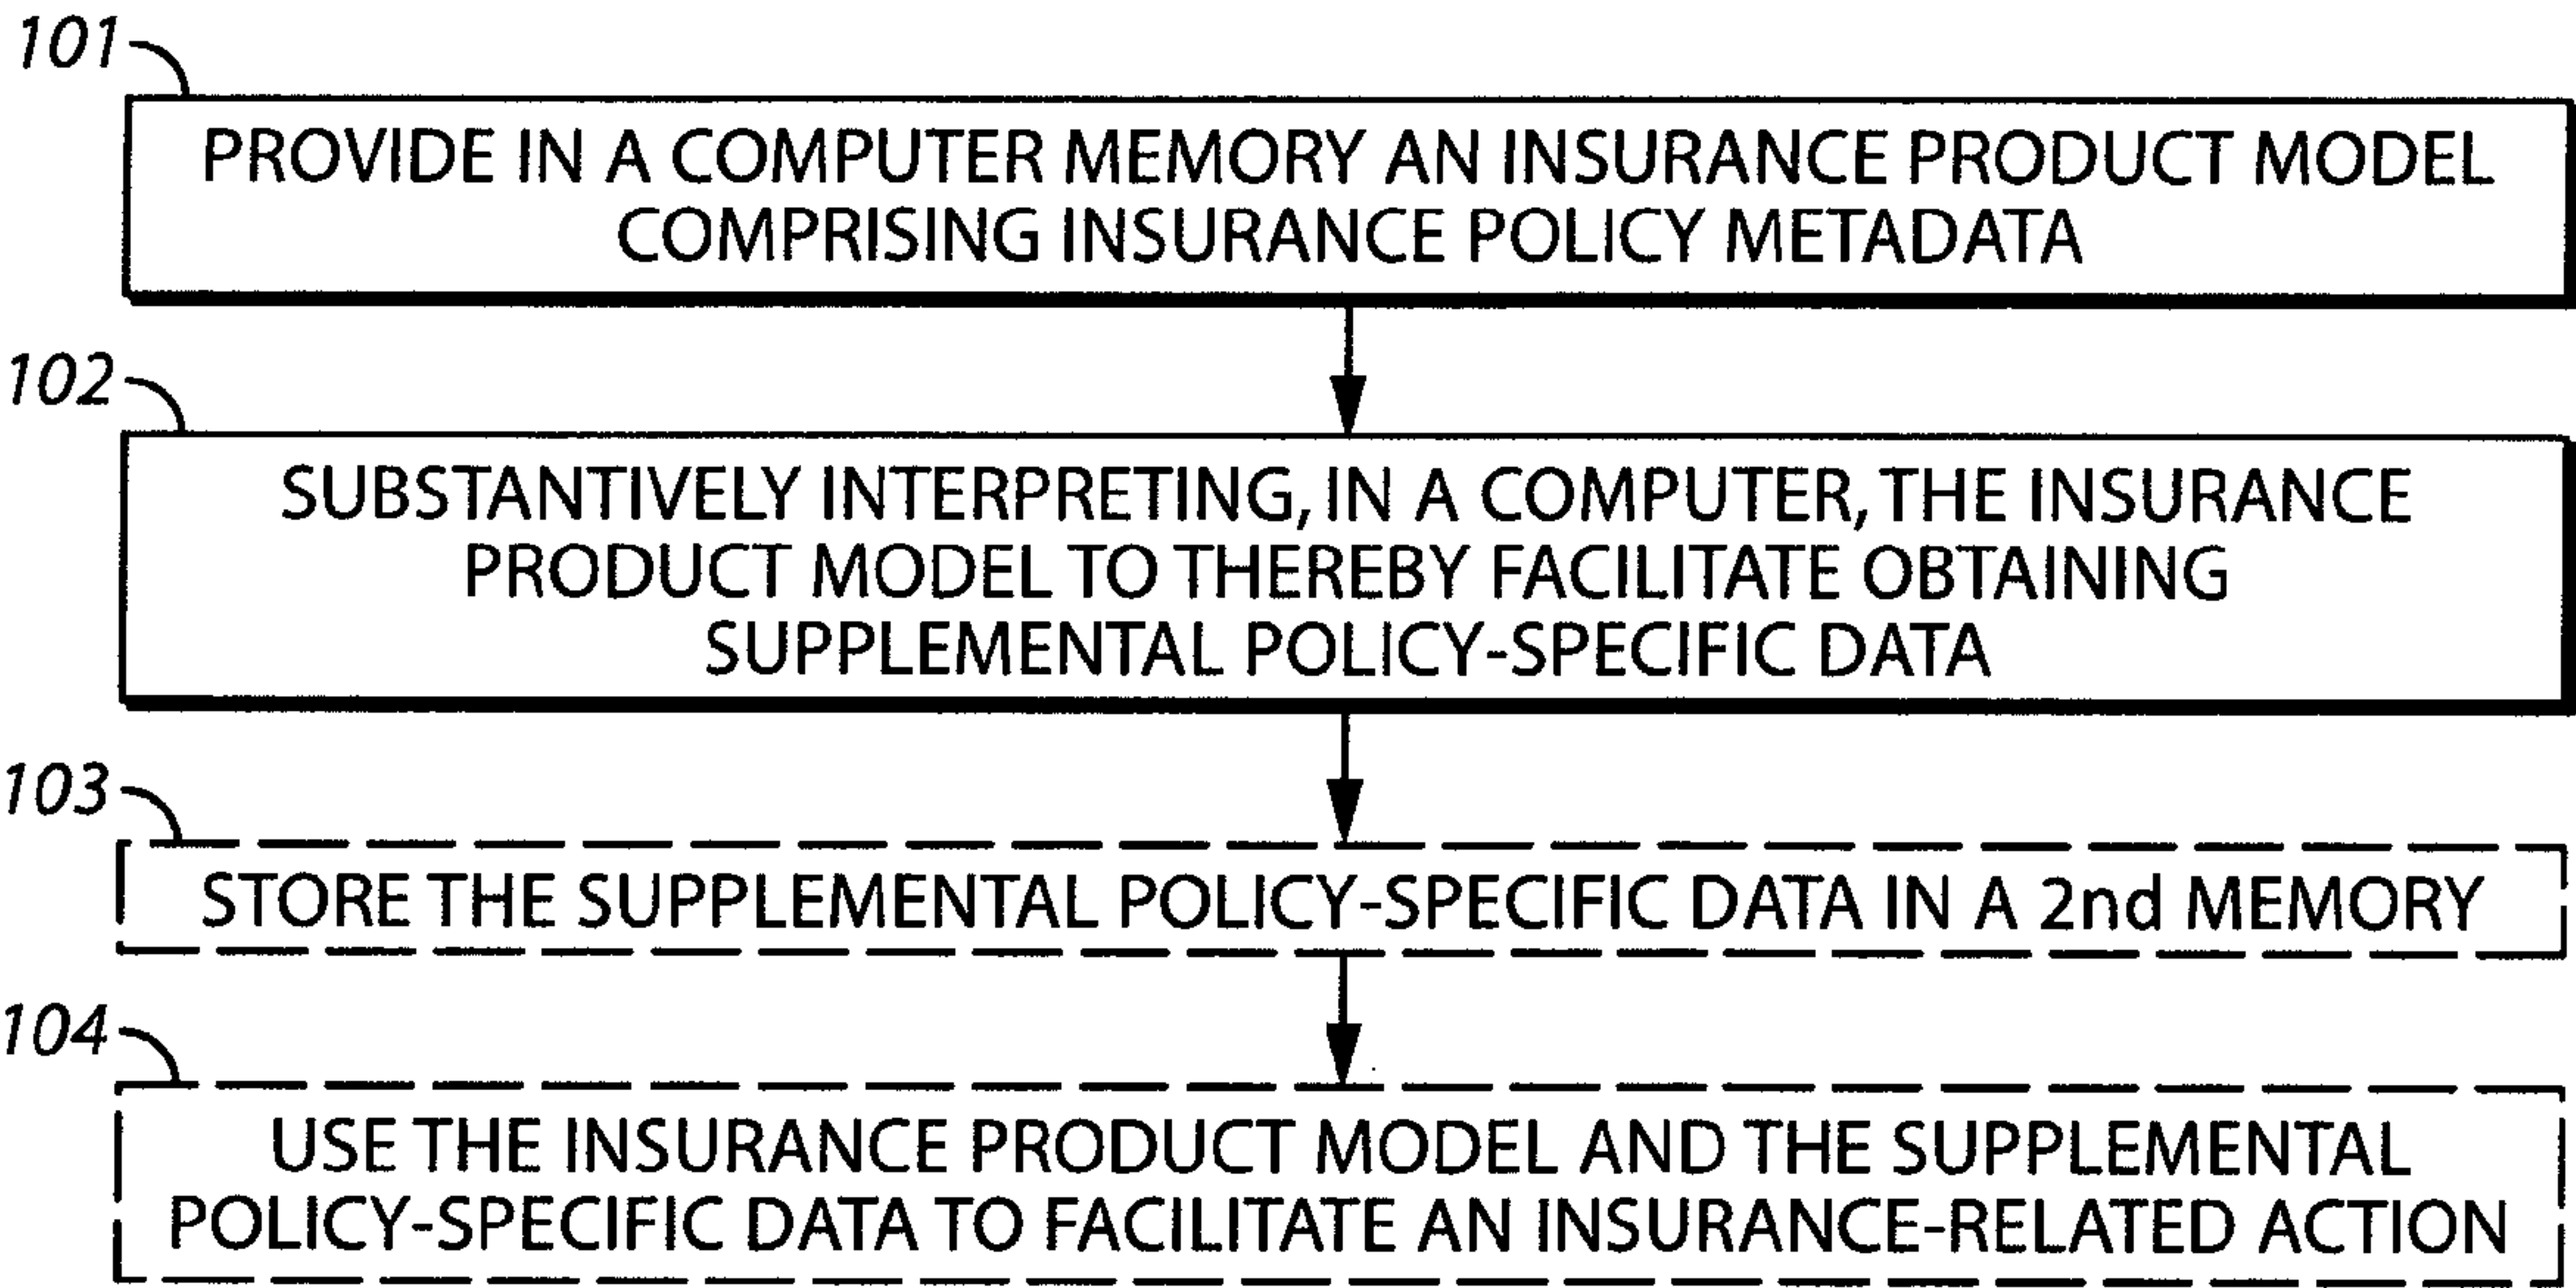 101
PROVIDE IN A COMPUTER MEMORY AN INSURANCE PRODUCT MODEL
COMPRISING INSURANCE POLICY METADATA
102
SUBSTANTIVELY INTERPRETING, IN A COMPUTER, THE INSURANCE
PRODUCT MODEL TO THEREBY FACILITATE OBTAINING
SUPPLEMENTAL POLICY-SPECIFIC DATA
103
STORE THE SUPPLEMENTAL POLICY-SPECIFIC DATA IN A 2nd MEMORY
104
USE THE INSURANCE PRODUCT MODEL AND THE SUPPLEMENTAL
POLICY-SPECIFIC DATA TO FACILITATE AN INSURANCE-RELATED ACTION